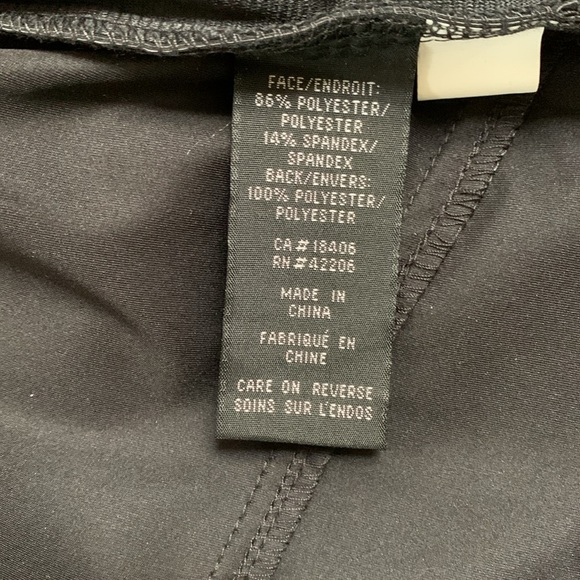 FACE/ENDROIT:
86% POLYESTER/
POLYESTER
14% SPANDEX/
SPANDEX
BACK/ENVERS:
100% POLYESTER/
POLYESTER
CA#18406
RN#42206
MADE IN
CHINA
FABRIQUÉ EN
CHINE
CARE ON REVERSE
SOINS SUR L'ENDOS